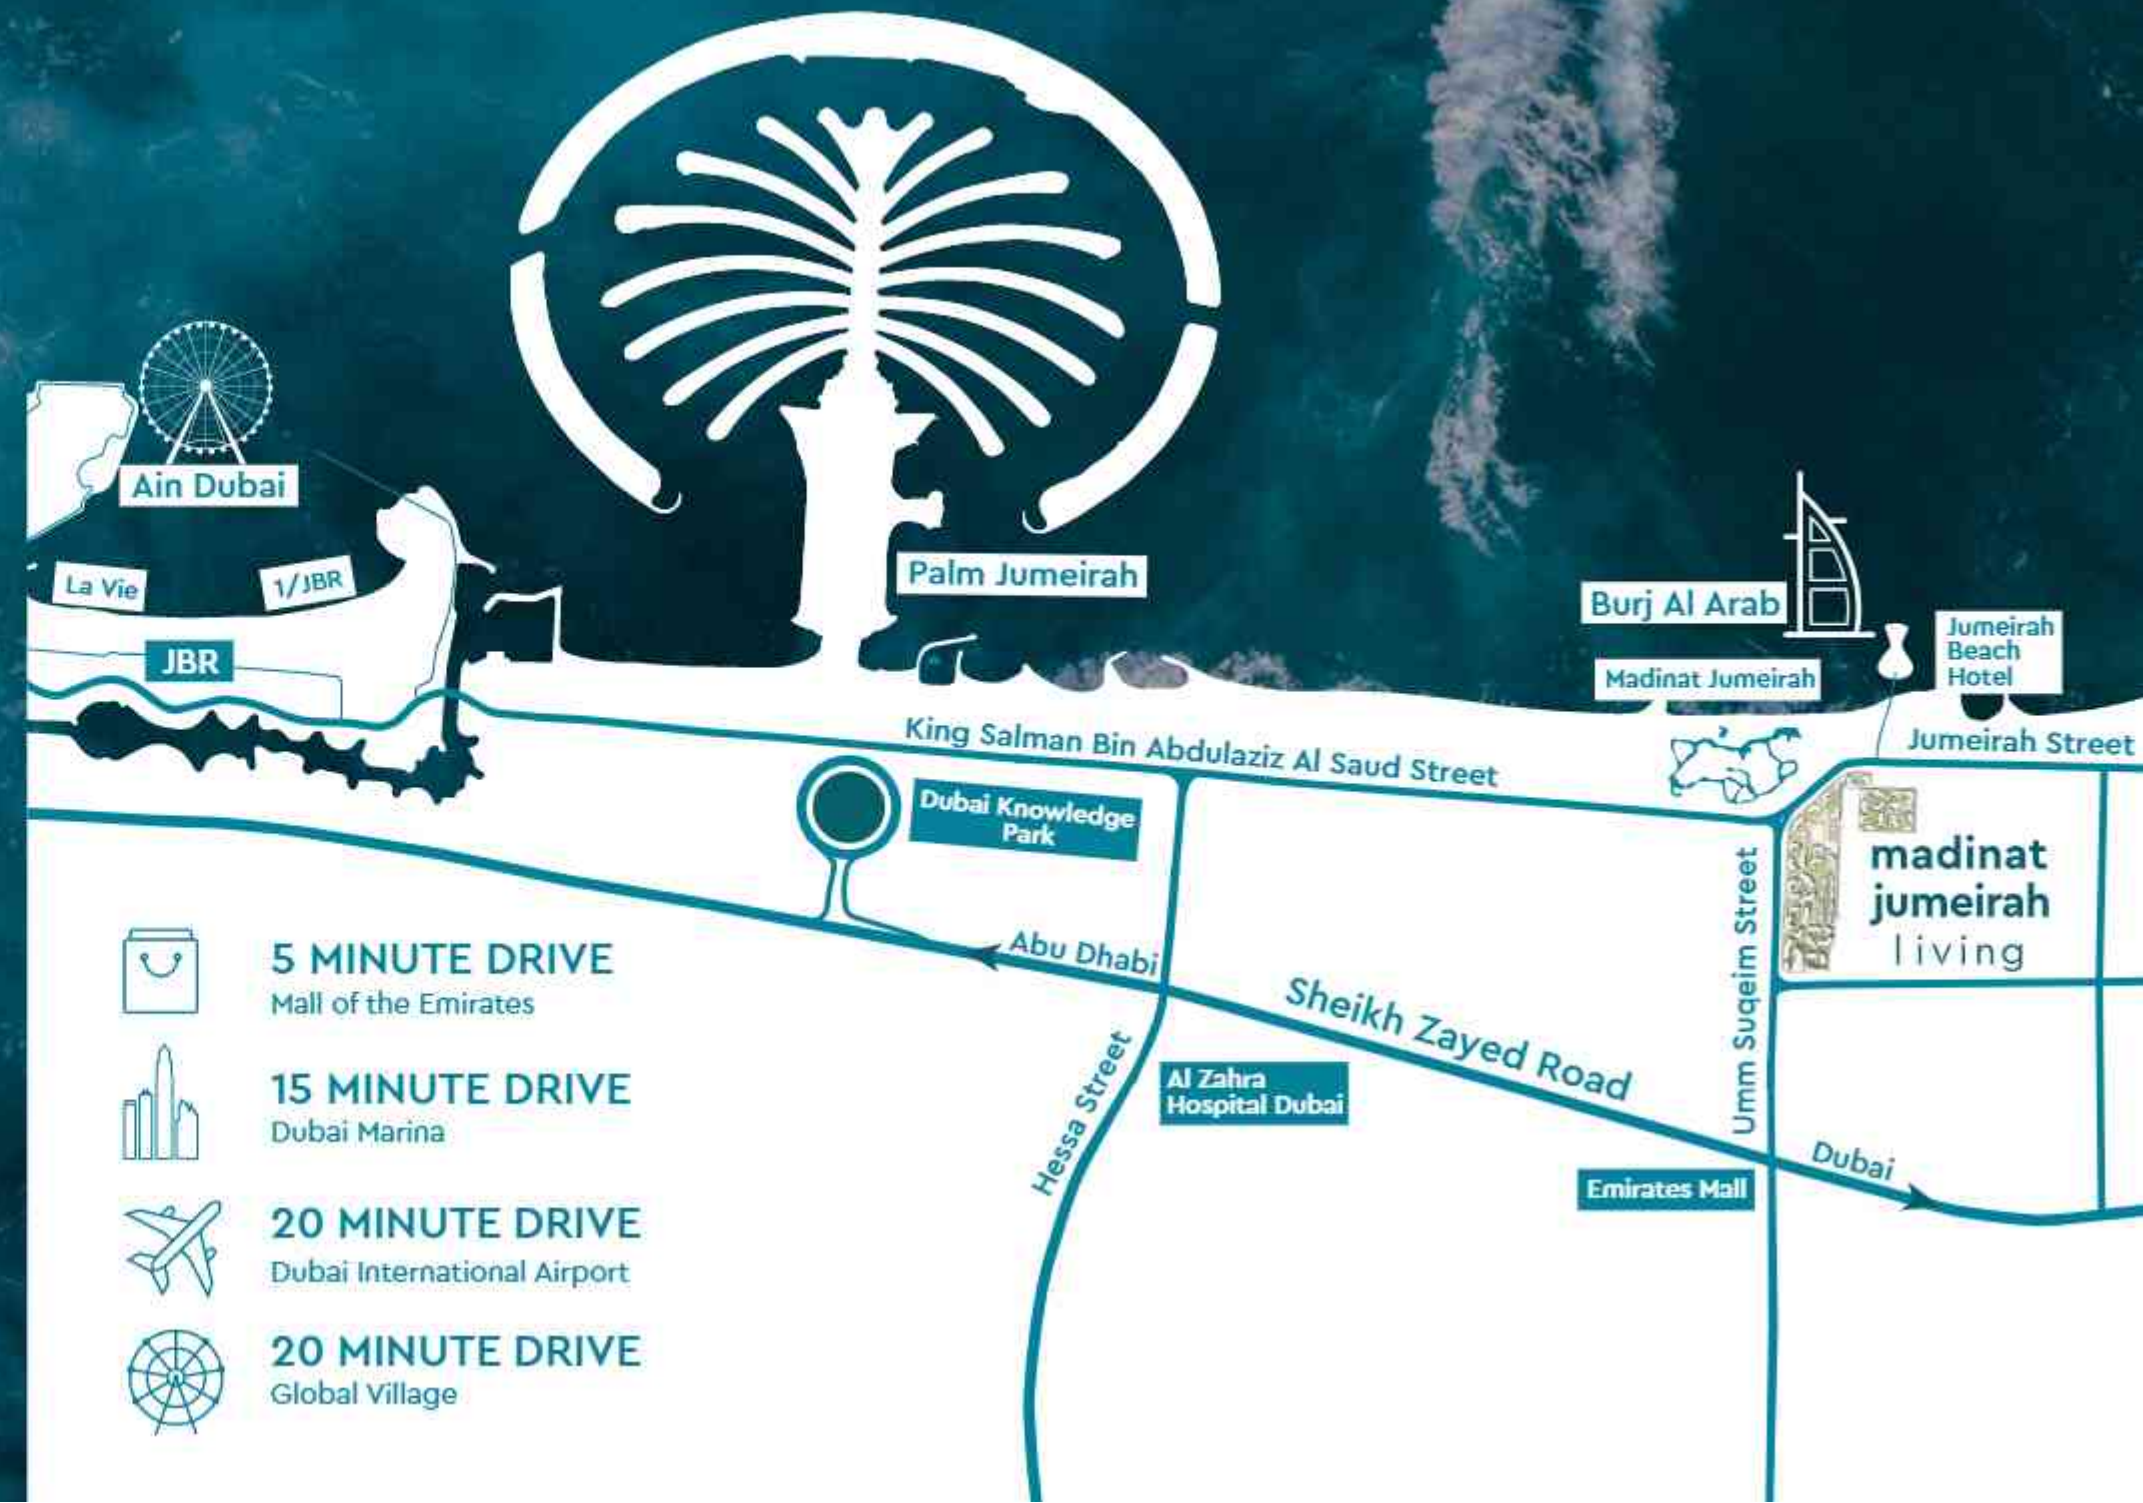 Ain Dubai
La Vie
1/JBR
JBR
Palm Jumeirah
Burj Al Arab
Madinat Jumeirah
Jumeirah
Beach
Hotel
King Salman Bin Abdulaziz Al Saud Street
Jumeirah Street
Dubai Knowledge
Park
madinat
jumeirah
living
Umm Suqeim Street
Abu Dhabi
Sheikh Zayed Road
Hessa Street
Al Zahra
Hospital Dubai
Dubai
Emirates Mall
5 MINUTE DRIVE
Mall of the Emirates
15 MINUTE DRIVE
Dubai Marina
20 MINUTE DRIVE
Dubai International Airport
20 MINUTE DRIVE
Global Village